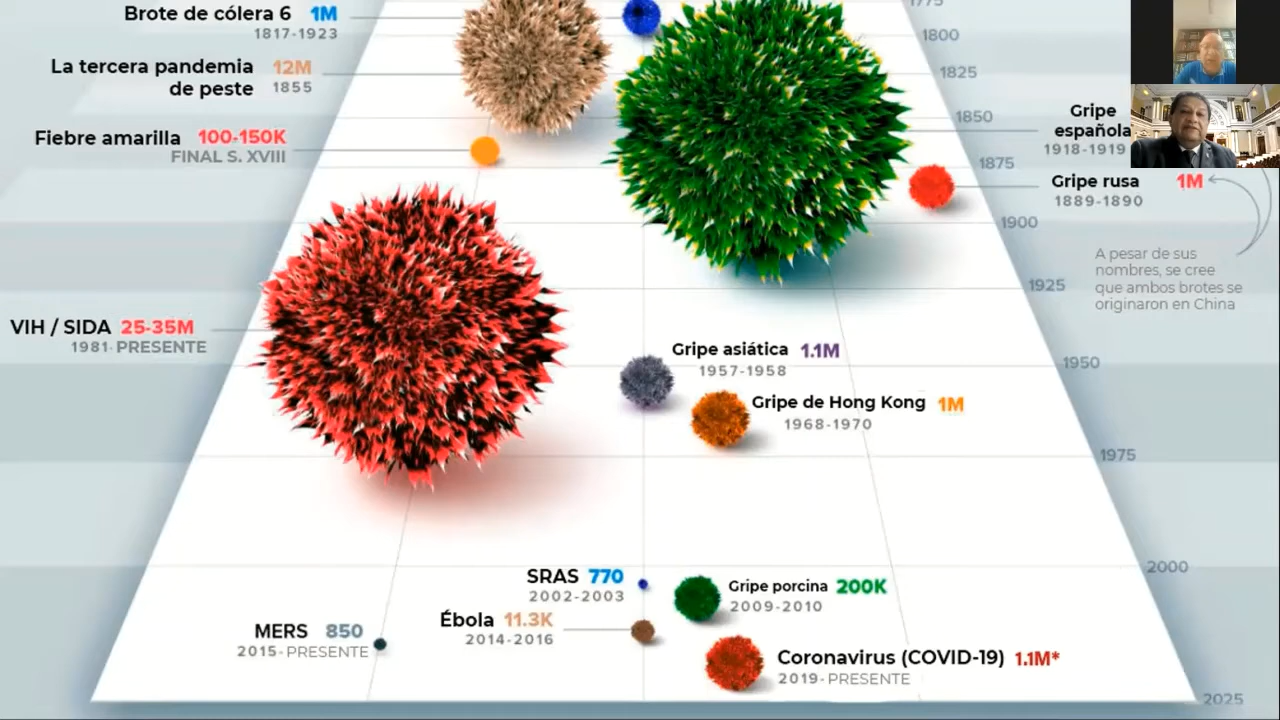 1775
Brote de cólera 6 1M
1817-1923
1800
La tercera pandemia 12M
de peste 1855
1825
Gripe
española
1918-1919
1850
Fiebre amarilla 100-150K
FINAL S. XVIII
1875
Gripe rusa 1M
1889-1890
1900
A pesar de sus
nombres, se cree
que ambos brotes se
originaron en China
1925
VIH / SIDA 25-35M
1981-PRESENTE
Gripe asiática 1.1M
1957-1958
1950
Gripe de Hong Kong 1M
1968-1970
1975
2000
SRAS 770
2002-2003
Gripe porcina 200K
2009-2010
Ébola 11.3K
2014-2016
MERS 850
2015-PRESENTE
Coronavirus (COVID-19) 1.1M*
2019-PRESENTE
2025